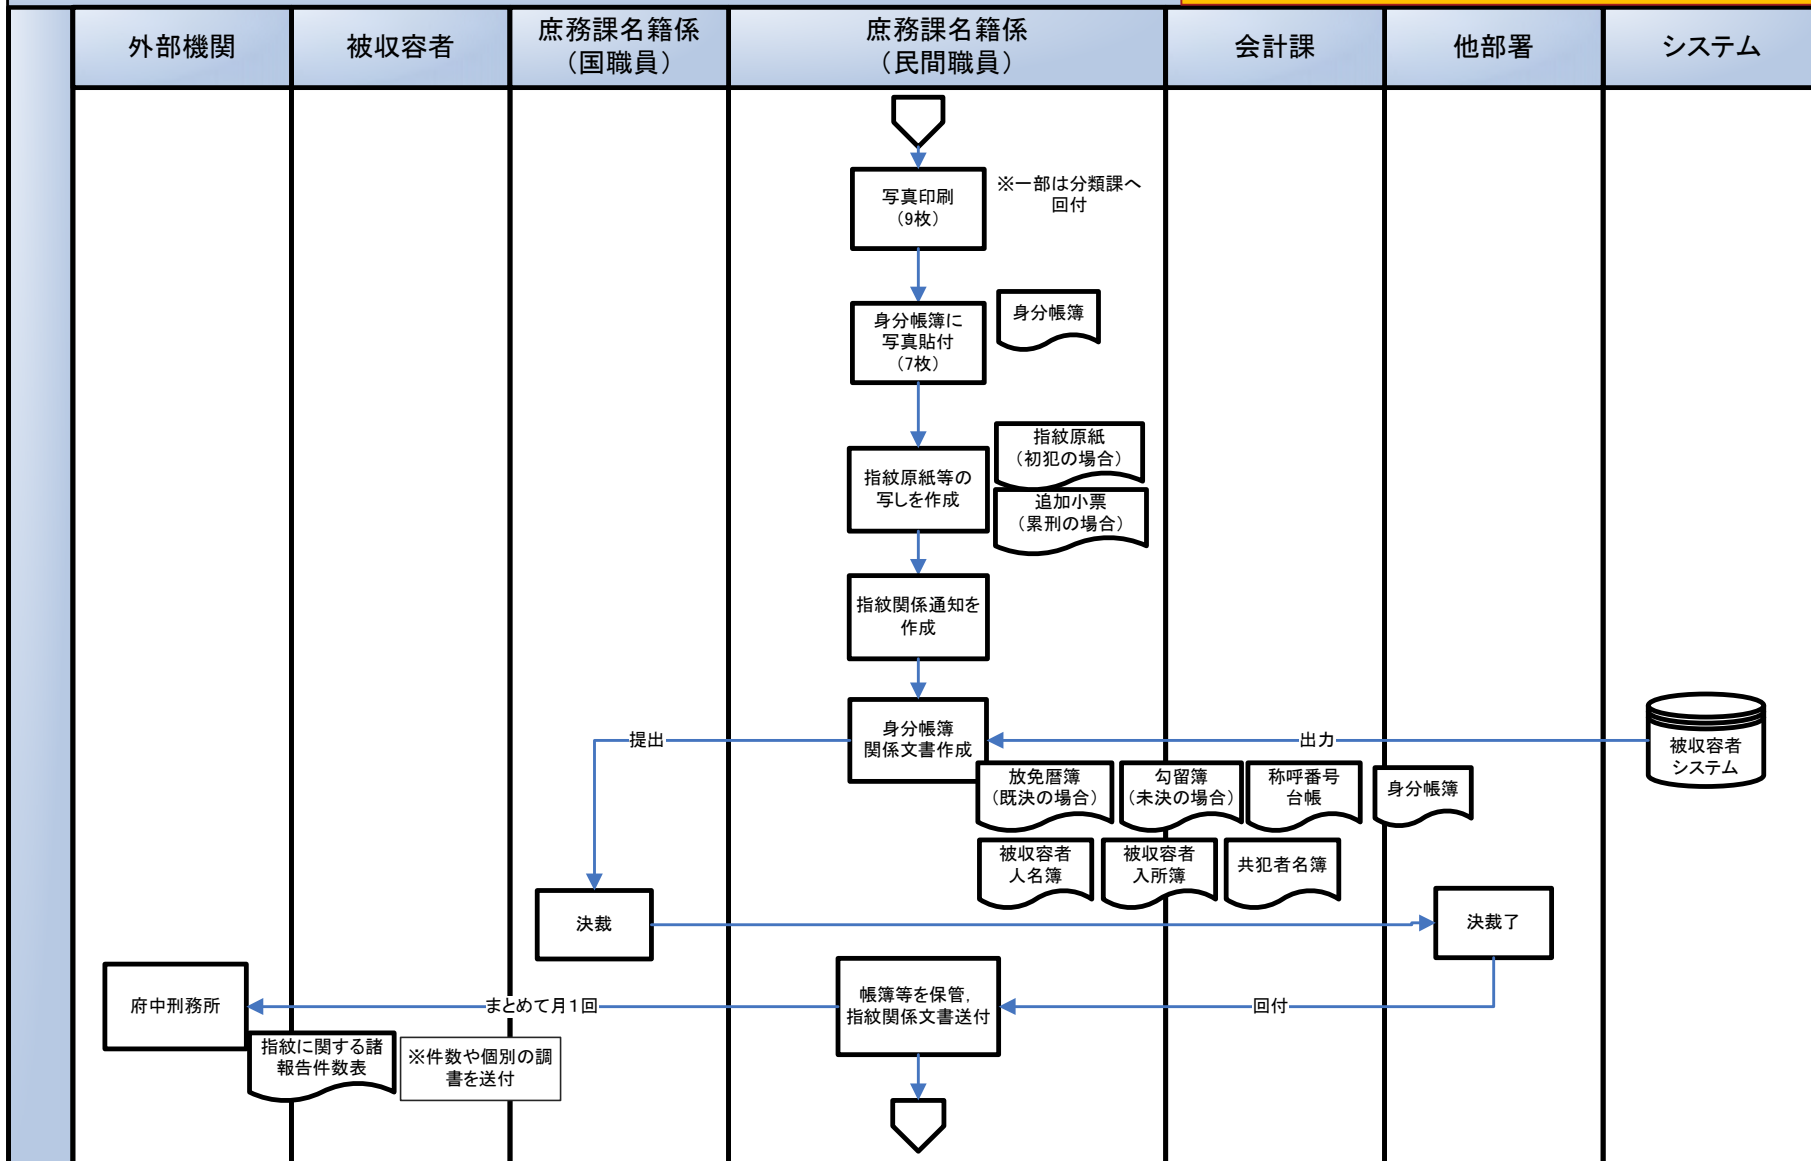 外部機関
被収容者
庶務課名籍係
（国職員）
庶務課名籍係
（民間職員）
会計課
他部署
システム
写真印刷
（9枚）
※一部は分類課へ
回付
身分帳簿に
写真貼付
（7枚）
身分帳簿
指紋原紙等の
写しを作成
指紋原紙
（初犯の場合）
追加小票
（累刑の場合）
指紋関係通知を
作成
身分帳簿
関係文書作成
提出
出力
被収容者
システム
放免暦簿
（既決の場合）
勾留簿
（未決の場合）
称呼番号
台帳
身分帳簿
被収容者
人名簿
被収容者
入所簿
共犯者名簿
決裁
決裁了
府中刑務所
まとめて月１回
帳簿等を保管，
指紋関係文書送付
回付
指紋に関する諸
報告件数表
※件数や個別の調
書を送付